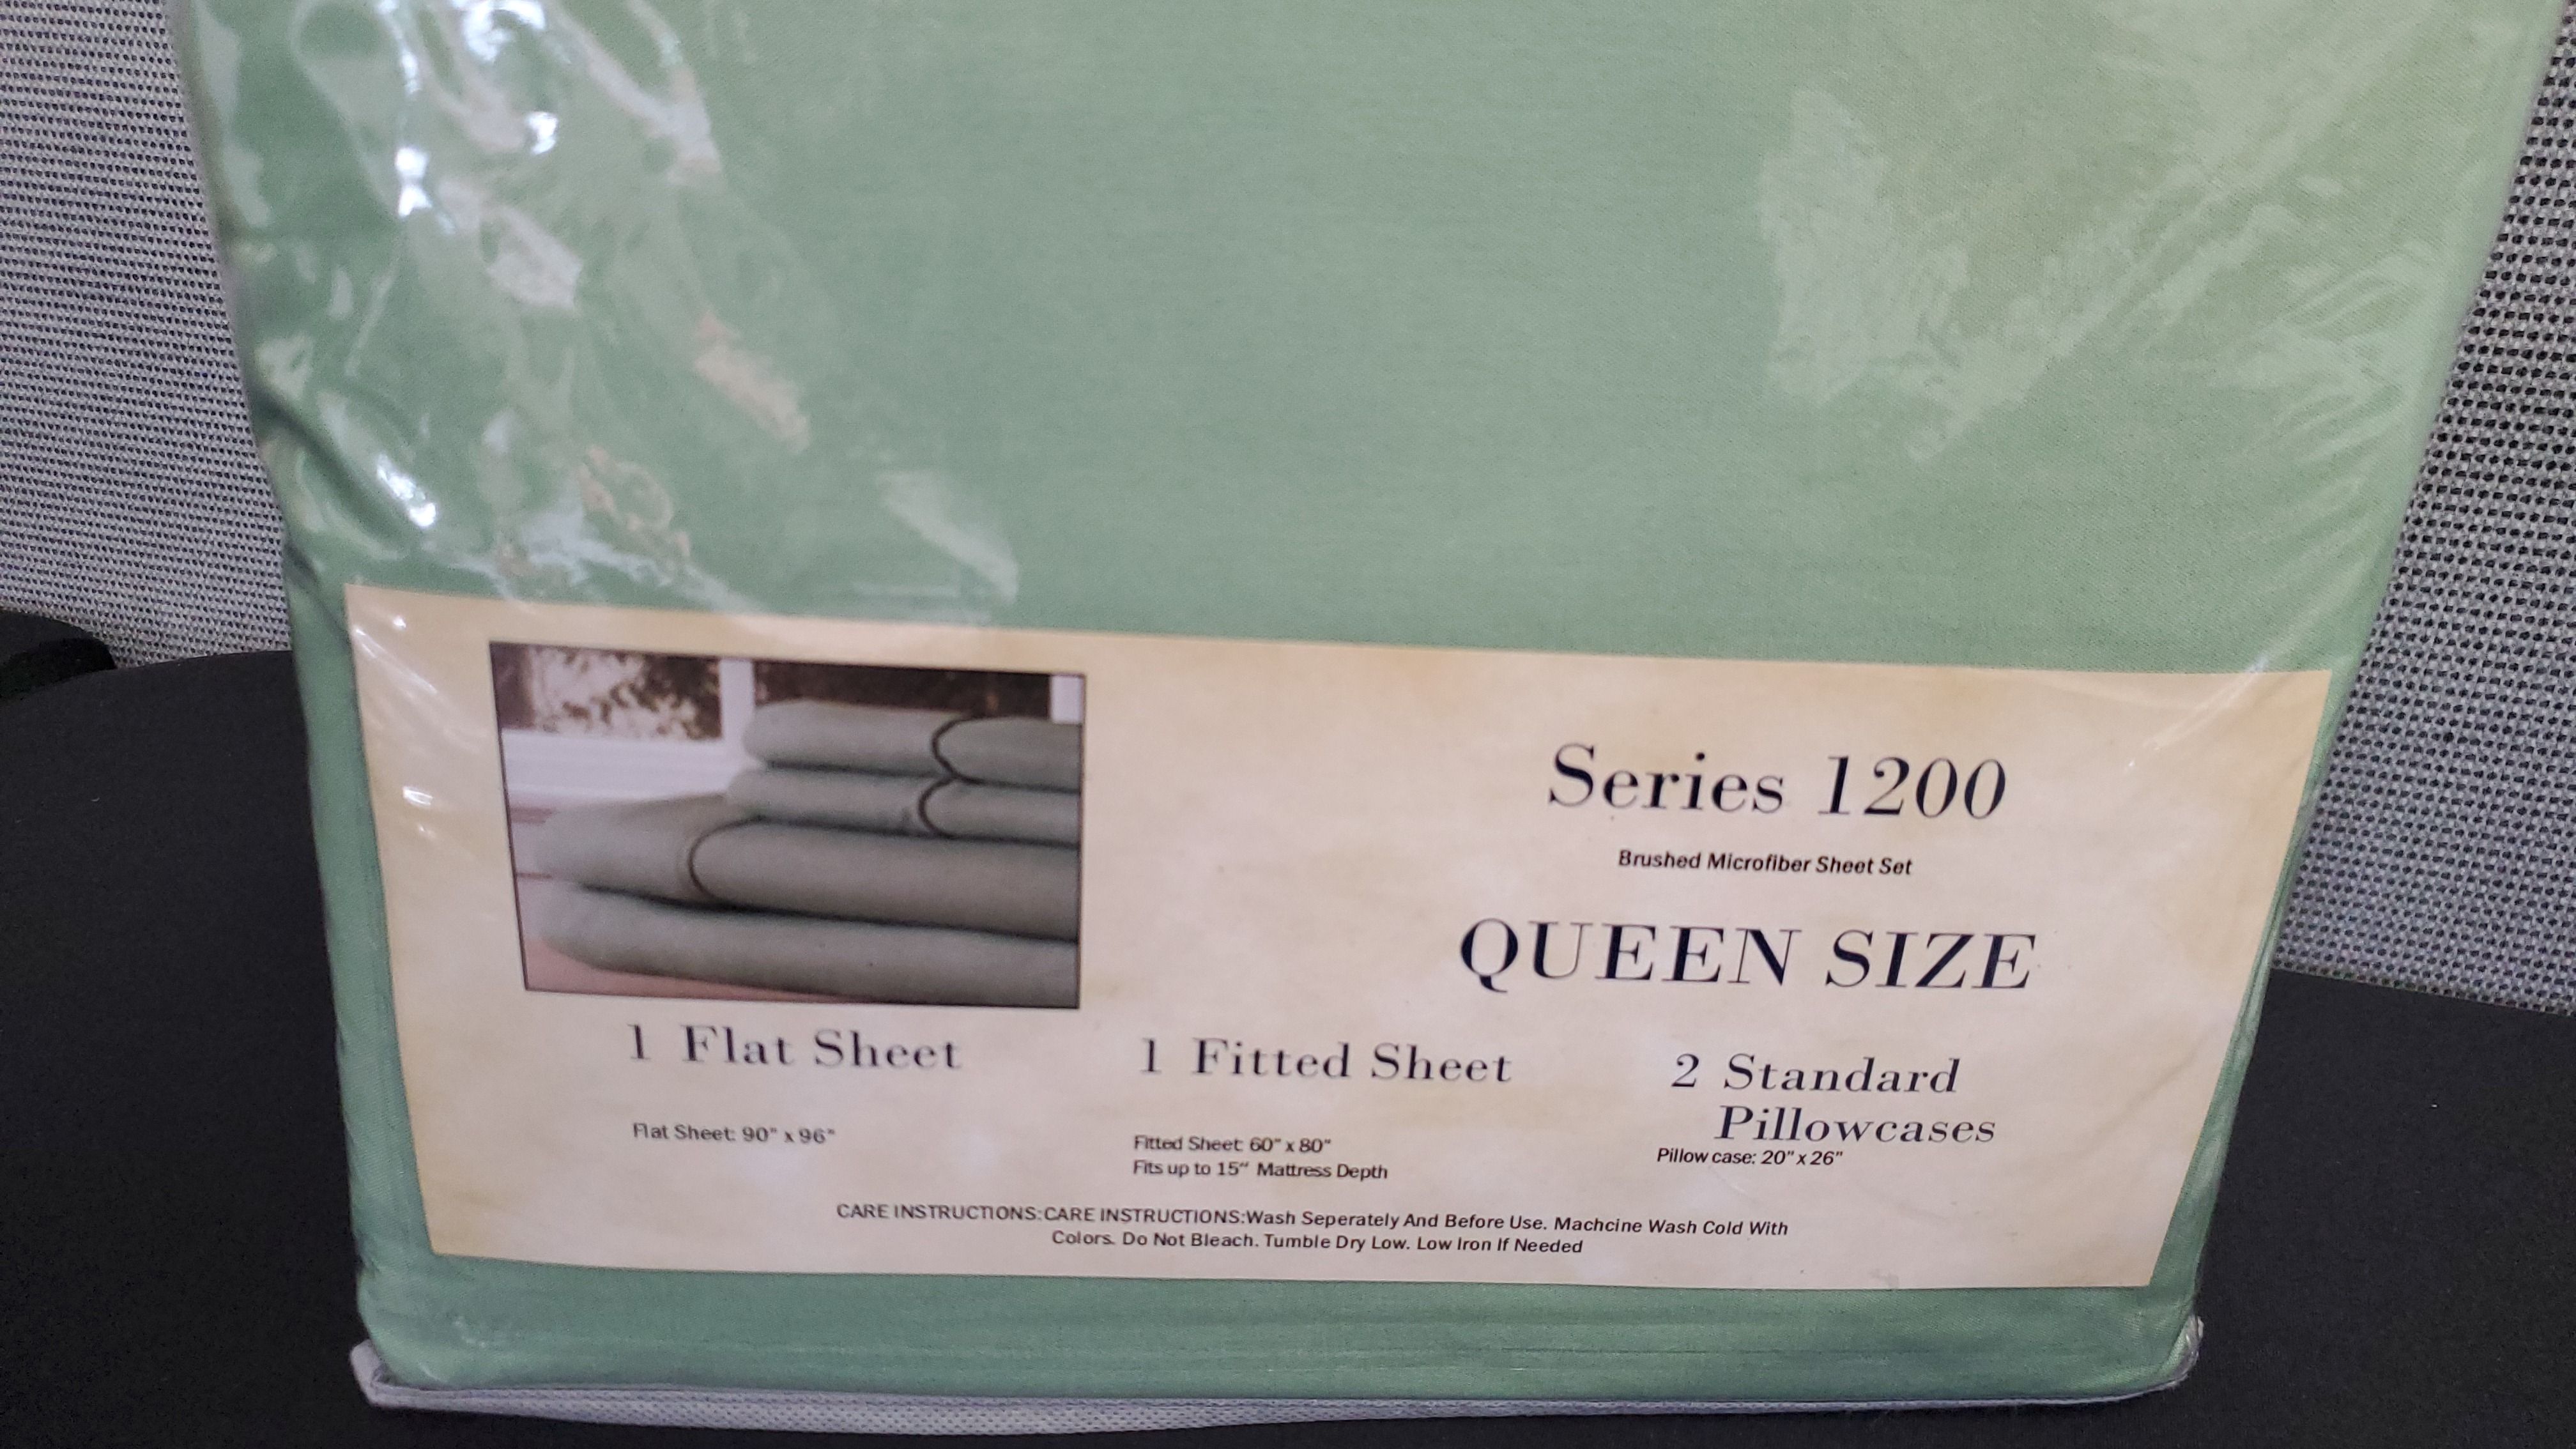 Series 1200
Brushed Microfiber Sheet Set
QUEEN SIZE
1 Flat Sheet
Flat Sheet: 90" x 96"
1 Fitted Sheet
Fitted Sheet: 60" x 80"
Fits up to 15" Mattress Depth
2 Standard
Pillowcases
Pillow case: 20" x 26"
CARE INSTRUCTIONS:CARE INSTRUCTIONS:Wash Seperately And Before Use. Machcine Wash Cold With
Colors. Do Not Bleach. Tumble Dry Low. Low Iron If Needed